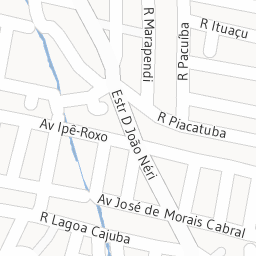 R Ituaçu
R Marapendi
R Pacuíba
Estr D João Néri
R Piacatuba
Av Ipê-Roxo
Av José de Morais Cabral
R Lagoa Cajuba